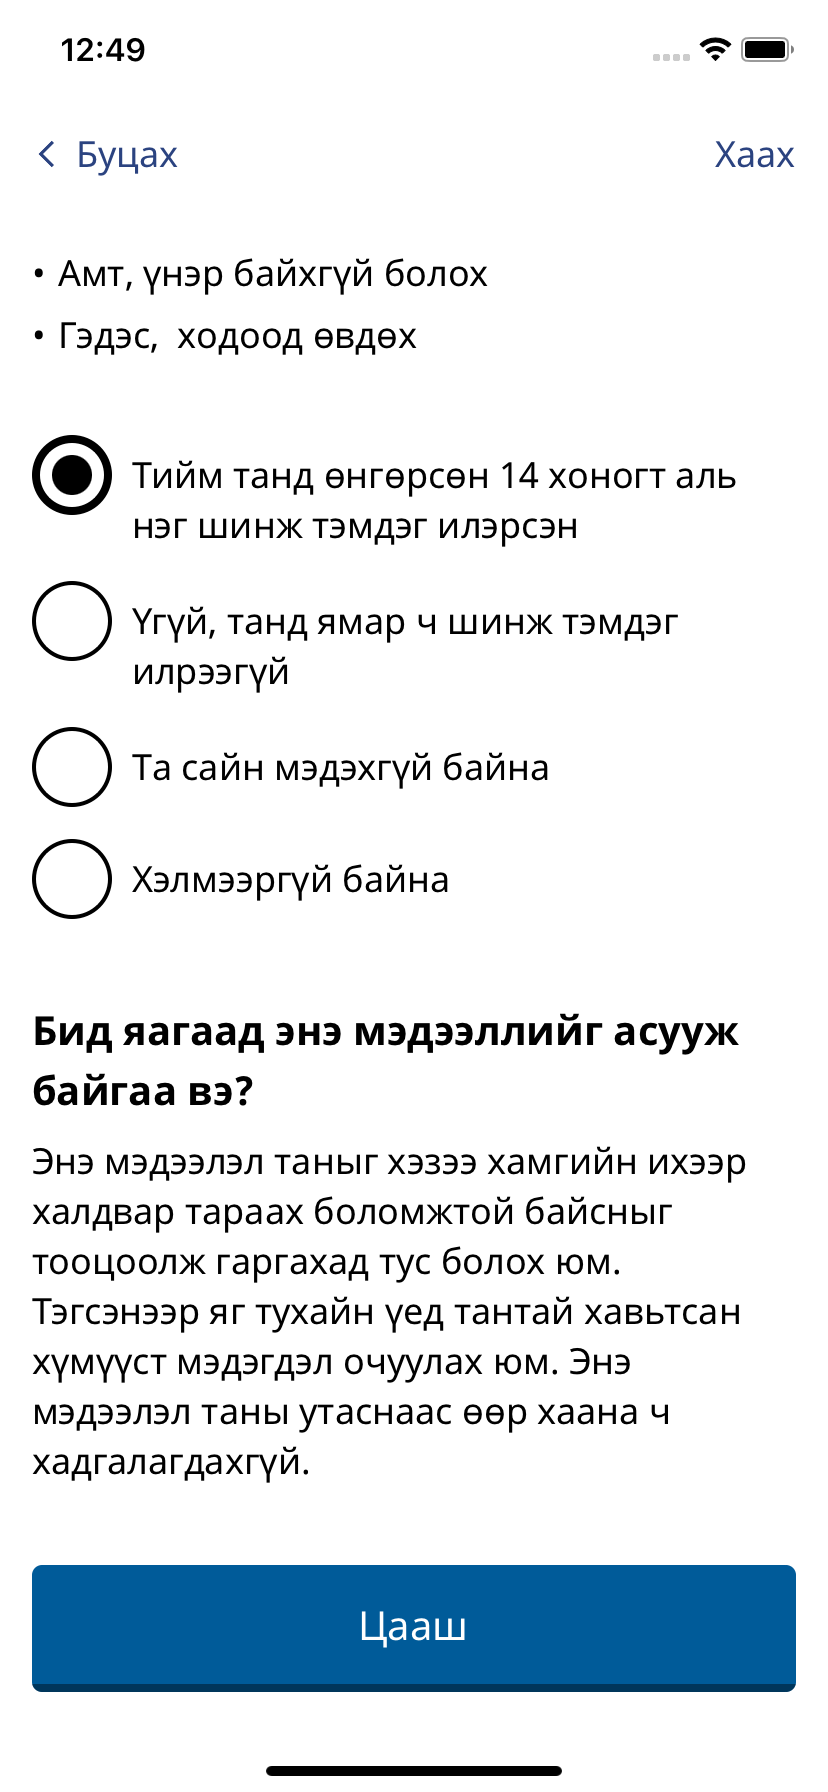 12:49
Буцах
Хаах
• Амт, үнэр байхгүй болох
• Гэдэс,  ходоод өвдөх
Тийм танд өнгөрсөн 14 хоногт аль
нэг шинж тэмдэг илэрсэн
Үгүй, танд ямар ч шинж тэмдэг
илрээгүй
Та сайн мэдэхгүй байна
Хэлмээргүй байна
Бид яагаад энэ мэдээллийг асууж
байгаа вэ?
Энэ мэдээлэл таныг хэзээ хамгийн ихээр
халдвар тараах боломжтой байсныг
тооцоолж гаргахад тус болох юм.
Тэгсэнээр яг тухайн үед тантай хавьтсан
хүмүүст мэдэгдэл очуулах юм. Энэ
мэдээлэл таны утаснаас өөр хаана ч
хадгалагдахгүй.
Цааш